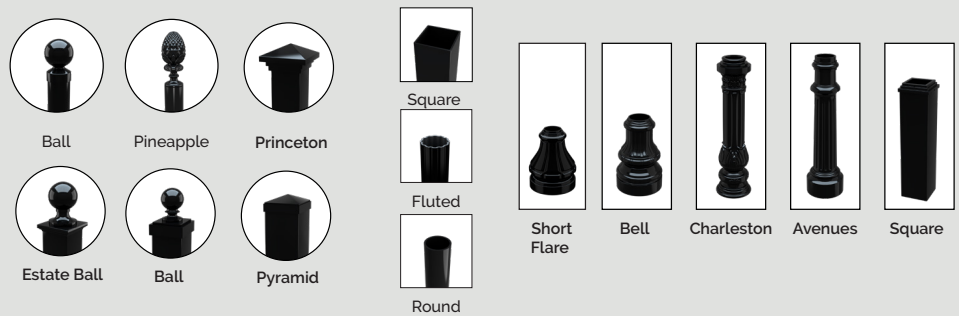 Ball
Pineapple
Princeton
Estate Ball
Ball
Pyramid
Square
Fluted
Round
Short
Flare
Bell
Charleston
Avenues
Square